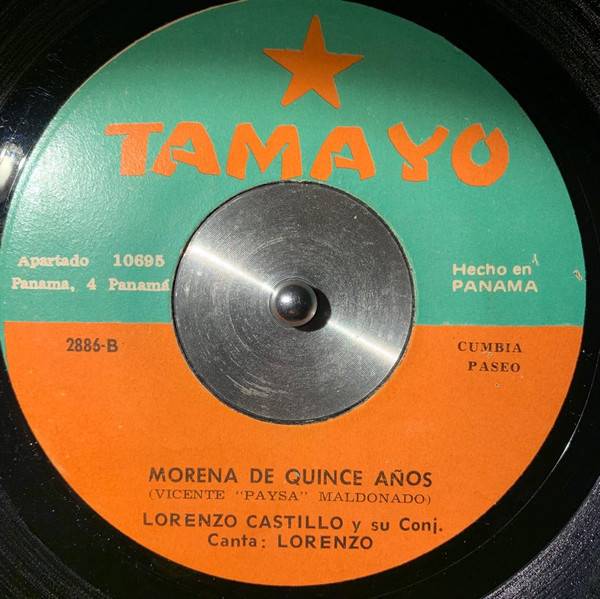 TAMAYO
Apartado 10695
Panama, 4 Panamá
Hecho en
PANAMA
2886-B
CUMBIA
PASEO
MORENA DE QUINCE AÑOS
(VICENTE "PAYSA" MALDONADO)
LORENZO CASTILLO y su Conj.
Canta: LORENZO